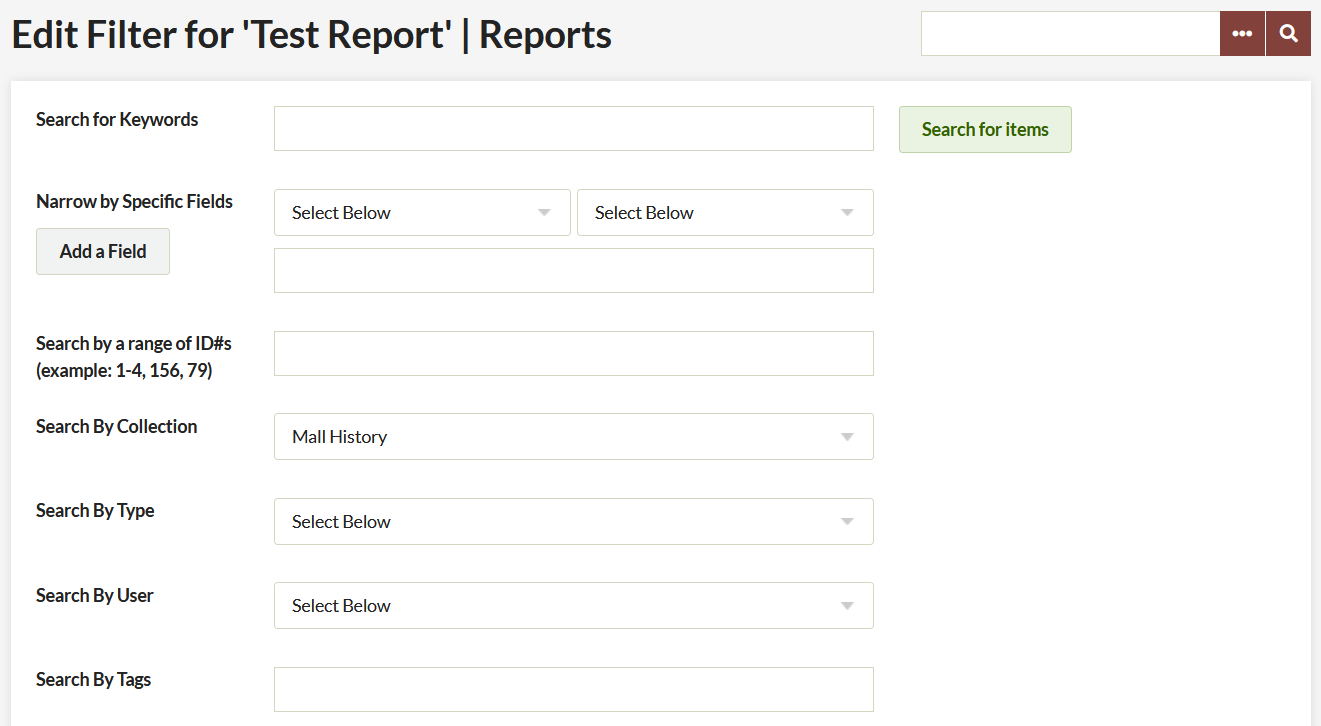 Edit Filter for 'Test Report' | Reports
Search for Keywords
Search for items
Narrow by Specific Fields
Select Below
Select Below
Add a Field
Search by a range of ID#s
(example: 1-4, 156, 79)
Search By Collection
Mall History
Search By Type
Select Below
Search By User
Select Below
Search By Tags